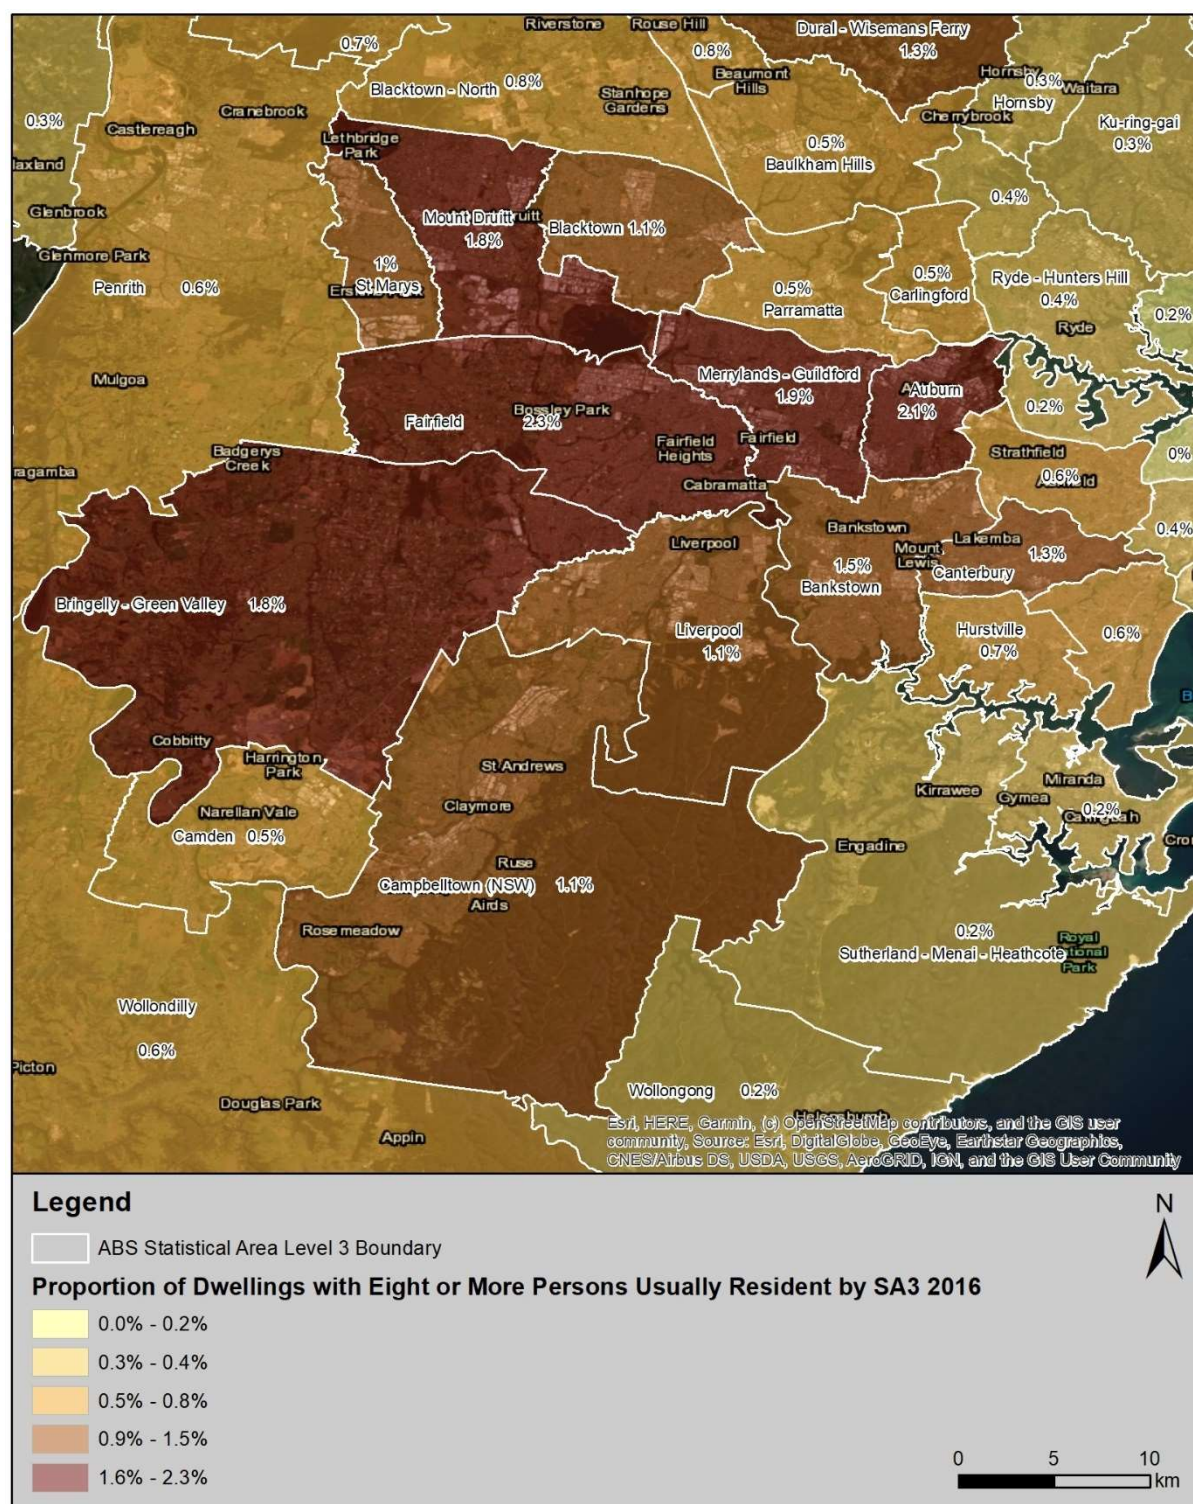 Riverstone
Rouse Hill
Dural - Wisemans Ferry
1.3%
0.7%
0.8%
Beaumont
Hills
Hornsby
0.3%
Waitara
Hornsby
Blacktown - North
0.8%
Stanhope
Gardens
Cranebrook
Castlereagh
0.3%
Cherrybrook
Ku-ring-gai
0.3%
Lethbridge
Park
0.5%
Baulkham Hills
laxland
Glenbrook
0.4%
Mount Druitt
1.8%
Blacktown 1.1%
Glenmore Park
Penrith 0.6%
1%
St Marys
0.5%
Parramatta
0.5%
Carlingford
Ryde - Hunters Hill
0.4%
Ryde
0.2%
Mulgoa
Merrylands - Guildford
1.9%
Auburn
2.1%
Bossley Park
Fairfield 2.3%
0.2%
Fairfield
Heights
Fairfield
Strathfield
0%
Badgerys
Creek
ragamba
Cabramatta
0.6%
Liverpool
Bankstown
Mount
Lewis
Lakemba
1.3%
0.4%
1.5%
Bankstown
Canterbury
Bringelly - Green Valley 1.8%
Liverpool
1.1%
Hurstville
0.7%
0.6%
B
Cobbitty
Harrington
Park
St Andrews
Miranda
Kirrawee
Gymea
Narellan Vale
Claymore
0.2%
Camden 0.5%
Engadine
Cro
Ruse
Campbelltown (NSW) 1.1%
Airds
Rosemeadow
0.2%
Sutherland - Menai - Heathcote
Royal
Park
Wollondilly
0.6%
Picton
Wollongong 0.2%
Douglas Park
Helensburgh
Appin
Esri, HERE, Garmin, (c) OpenStreetMap contributors, and the GIS user
community, Source: Esri, DigitalGlobe, GeoEye, Earthstar Geographics,
CNES/Airbus DS, USDA, USGS, AeroGRID, IGN, and the GIS User Community
Legend
N
ABS Statistical Area Level 3 Boundary
Proportion of Dwellings with Eight or More Persons Usually Resident by SA3 2016
0.0% - 0.2%
0.3% - 0.4%
0.5% - 0.8%
0.9% - 1.5%
1.6% - 2.3%
0 5 10
km